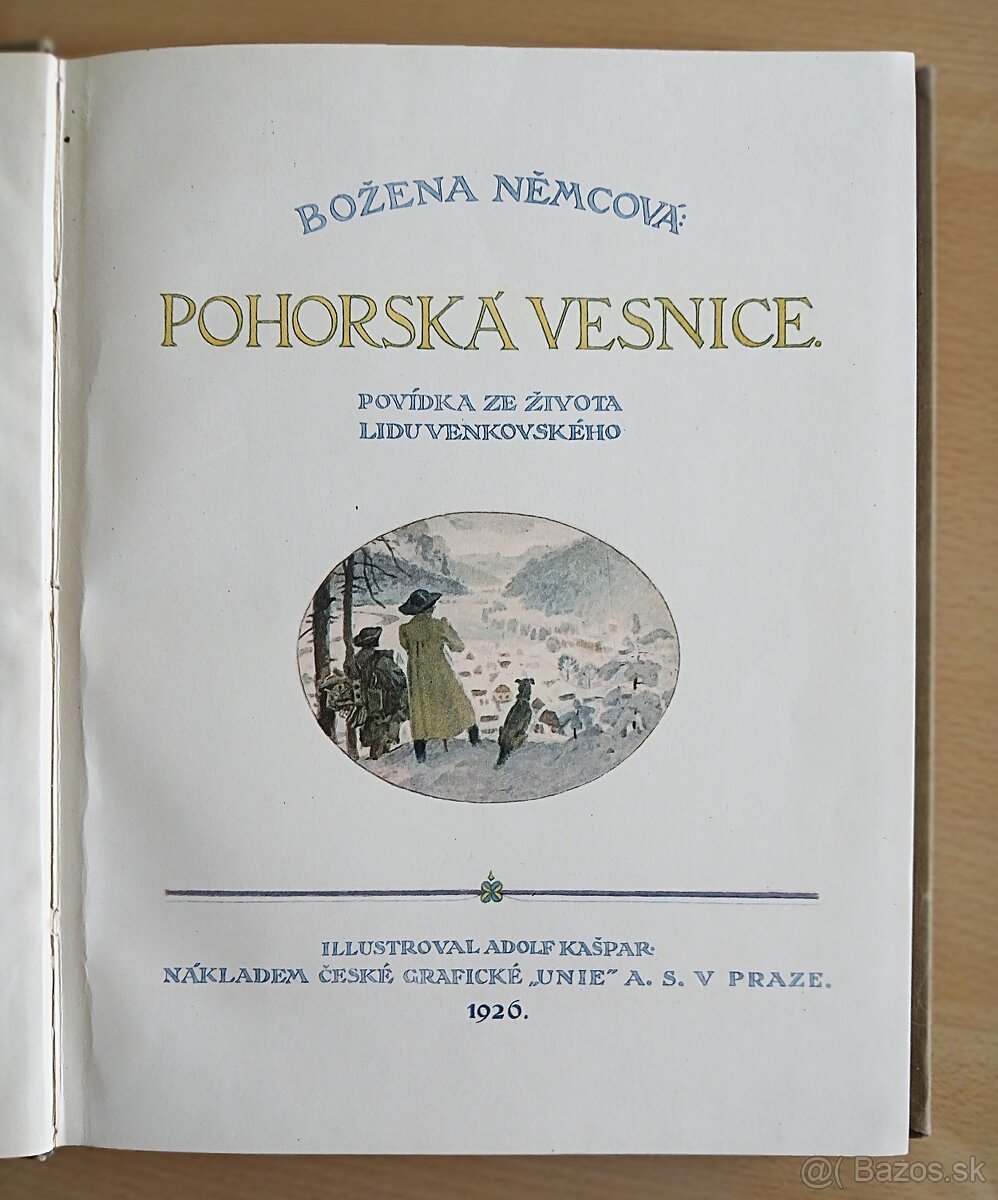 BOŽENA NĚMCOVÁ:
POHORSKÁ VESNICE.
POVÍDKA ZE ŽIVOTA
LIDU VENKOVSKÉHO
ILLUSTROVAL ADOLF KAŠPAR.
NÁKLADEM ČESKÉ GRAFICKÉ „UNIE" A. S. V PRAZE.
1926.
@( Bazos.sk